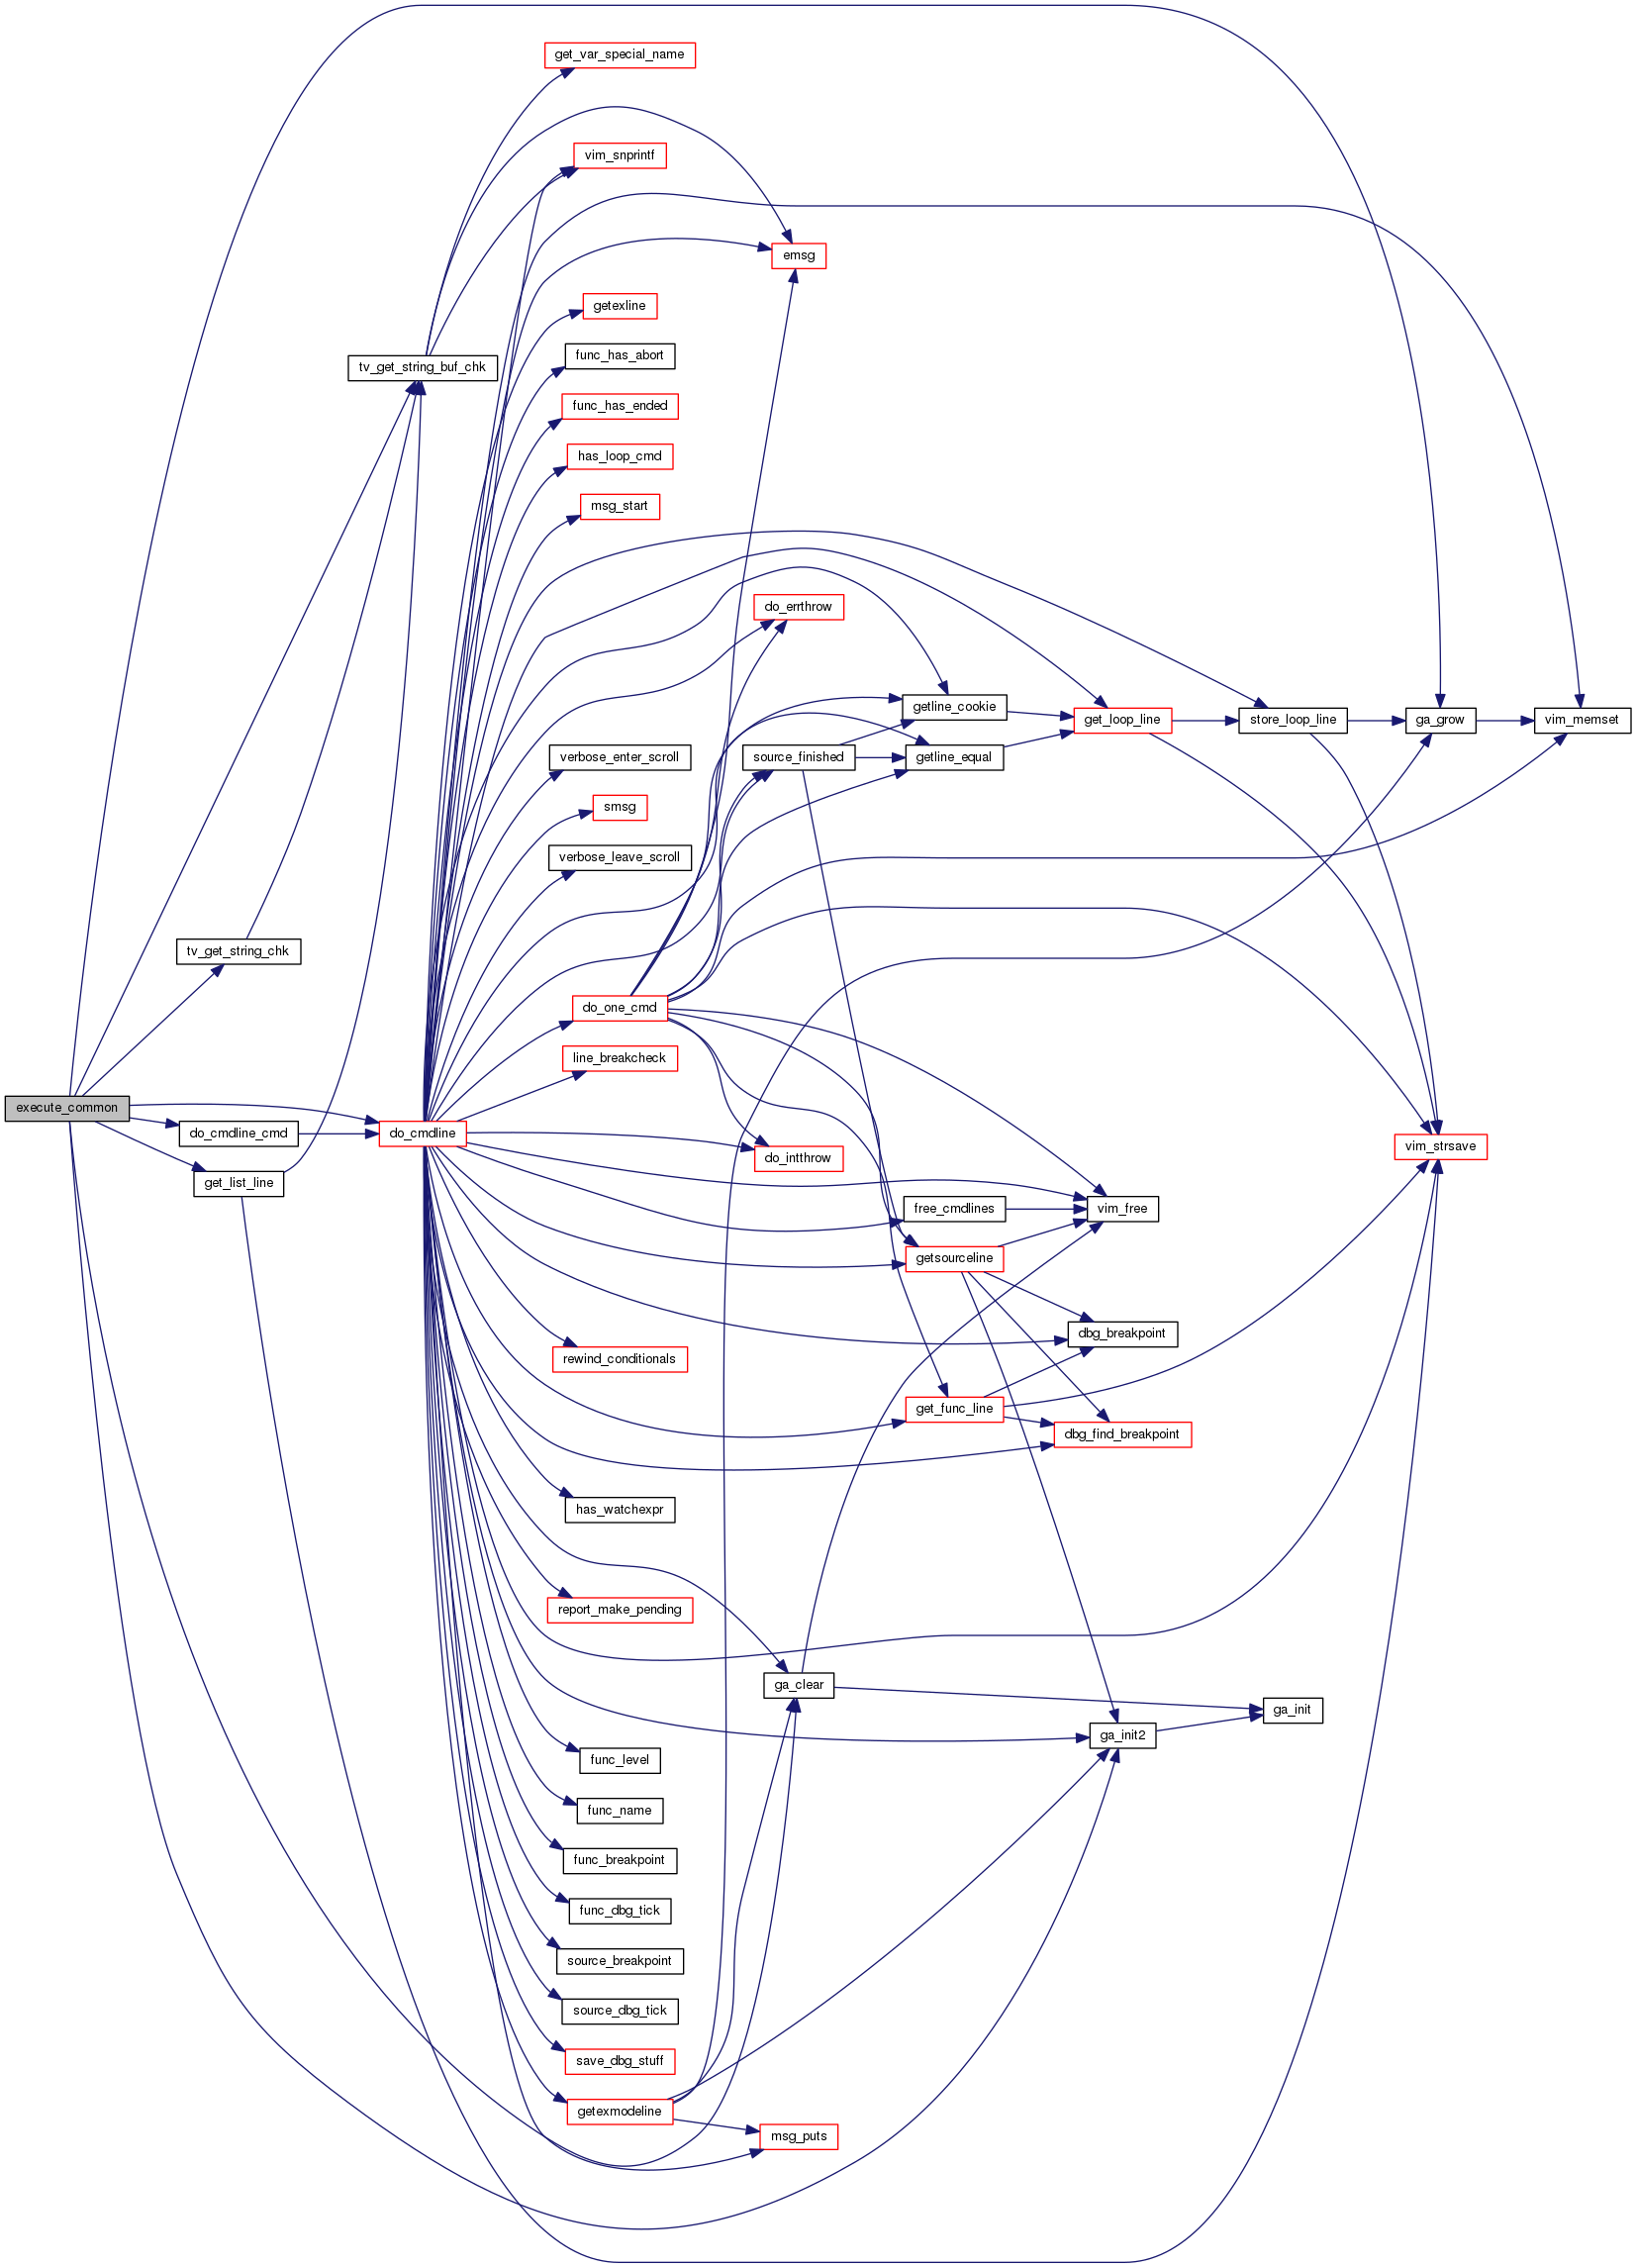 get_var_special_name
vim_snprintf
emsg
getexline
func_has_abort
tv_get_string_buf_chk
func_has_ended
has_loop_cmd
msg_start
do_errthrow
getline_cookie
get_loop_line
store_loop_line
ga_grow
vim_memset
verbose_enter_scroll
source_finished
getline_equal
smsg
verbose_leave_scroll
tv_get_string_chk
do_one_cmd
line_breakcheck
execute_common
do_cmdline_cmd
do_cmdline
do_intthrow
vim_strsave
get_list_line
free_cmdlines
vim_free
getsourceline
dbg_breakpoint
rewind_conditionals
get_func_line
dbg_find_breakpoint
has_watchexpr
report_make_pending
ga_clear
ga_init
ga_init2
func_level
func_name
func_breakpoint
func_dbg_tick
source_breakpoint
source_dbg_tick
save_dbg_stuff
getexmodeline
msg_puts